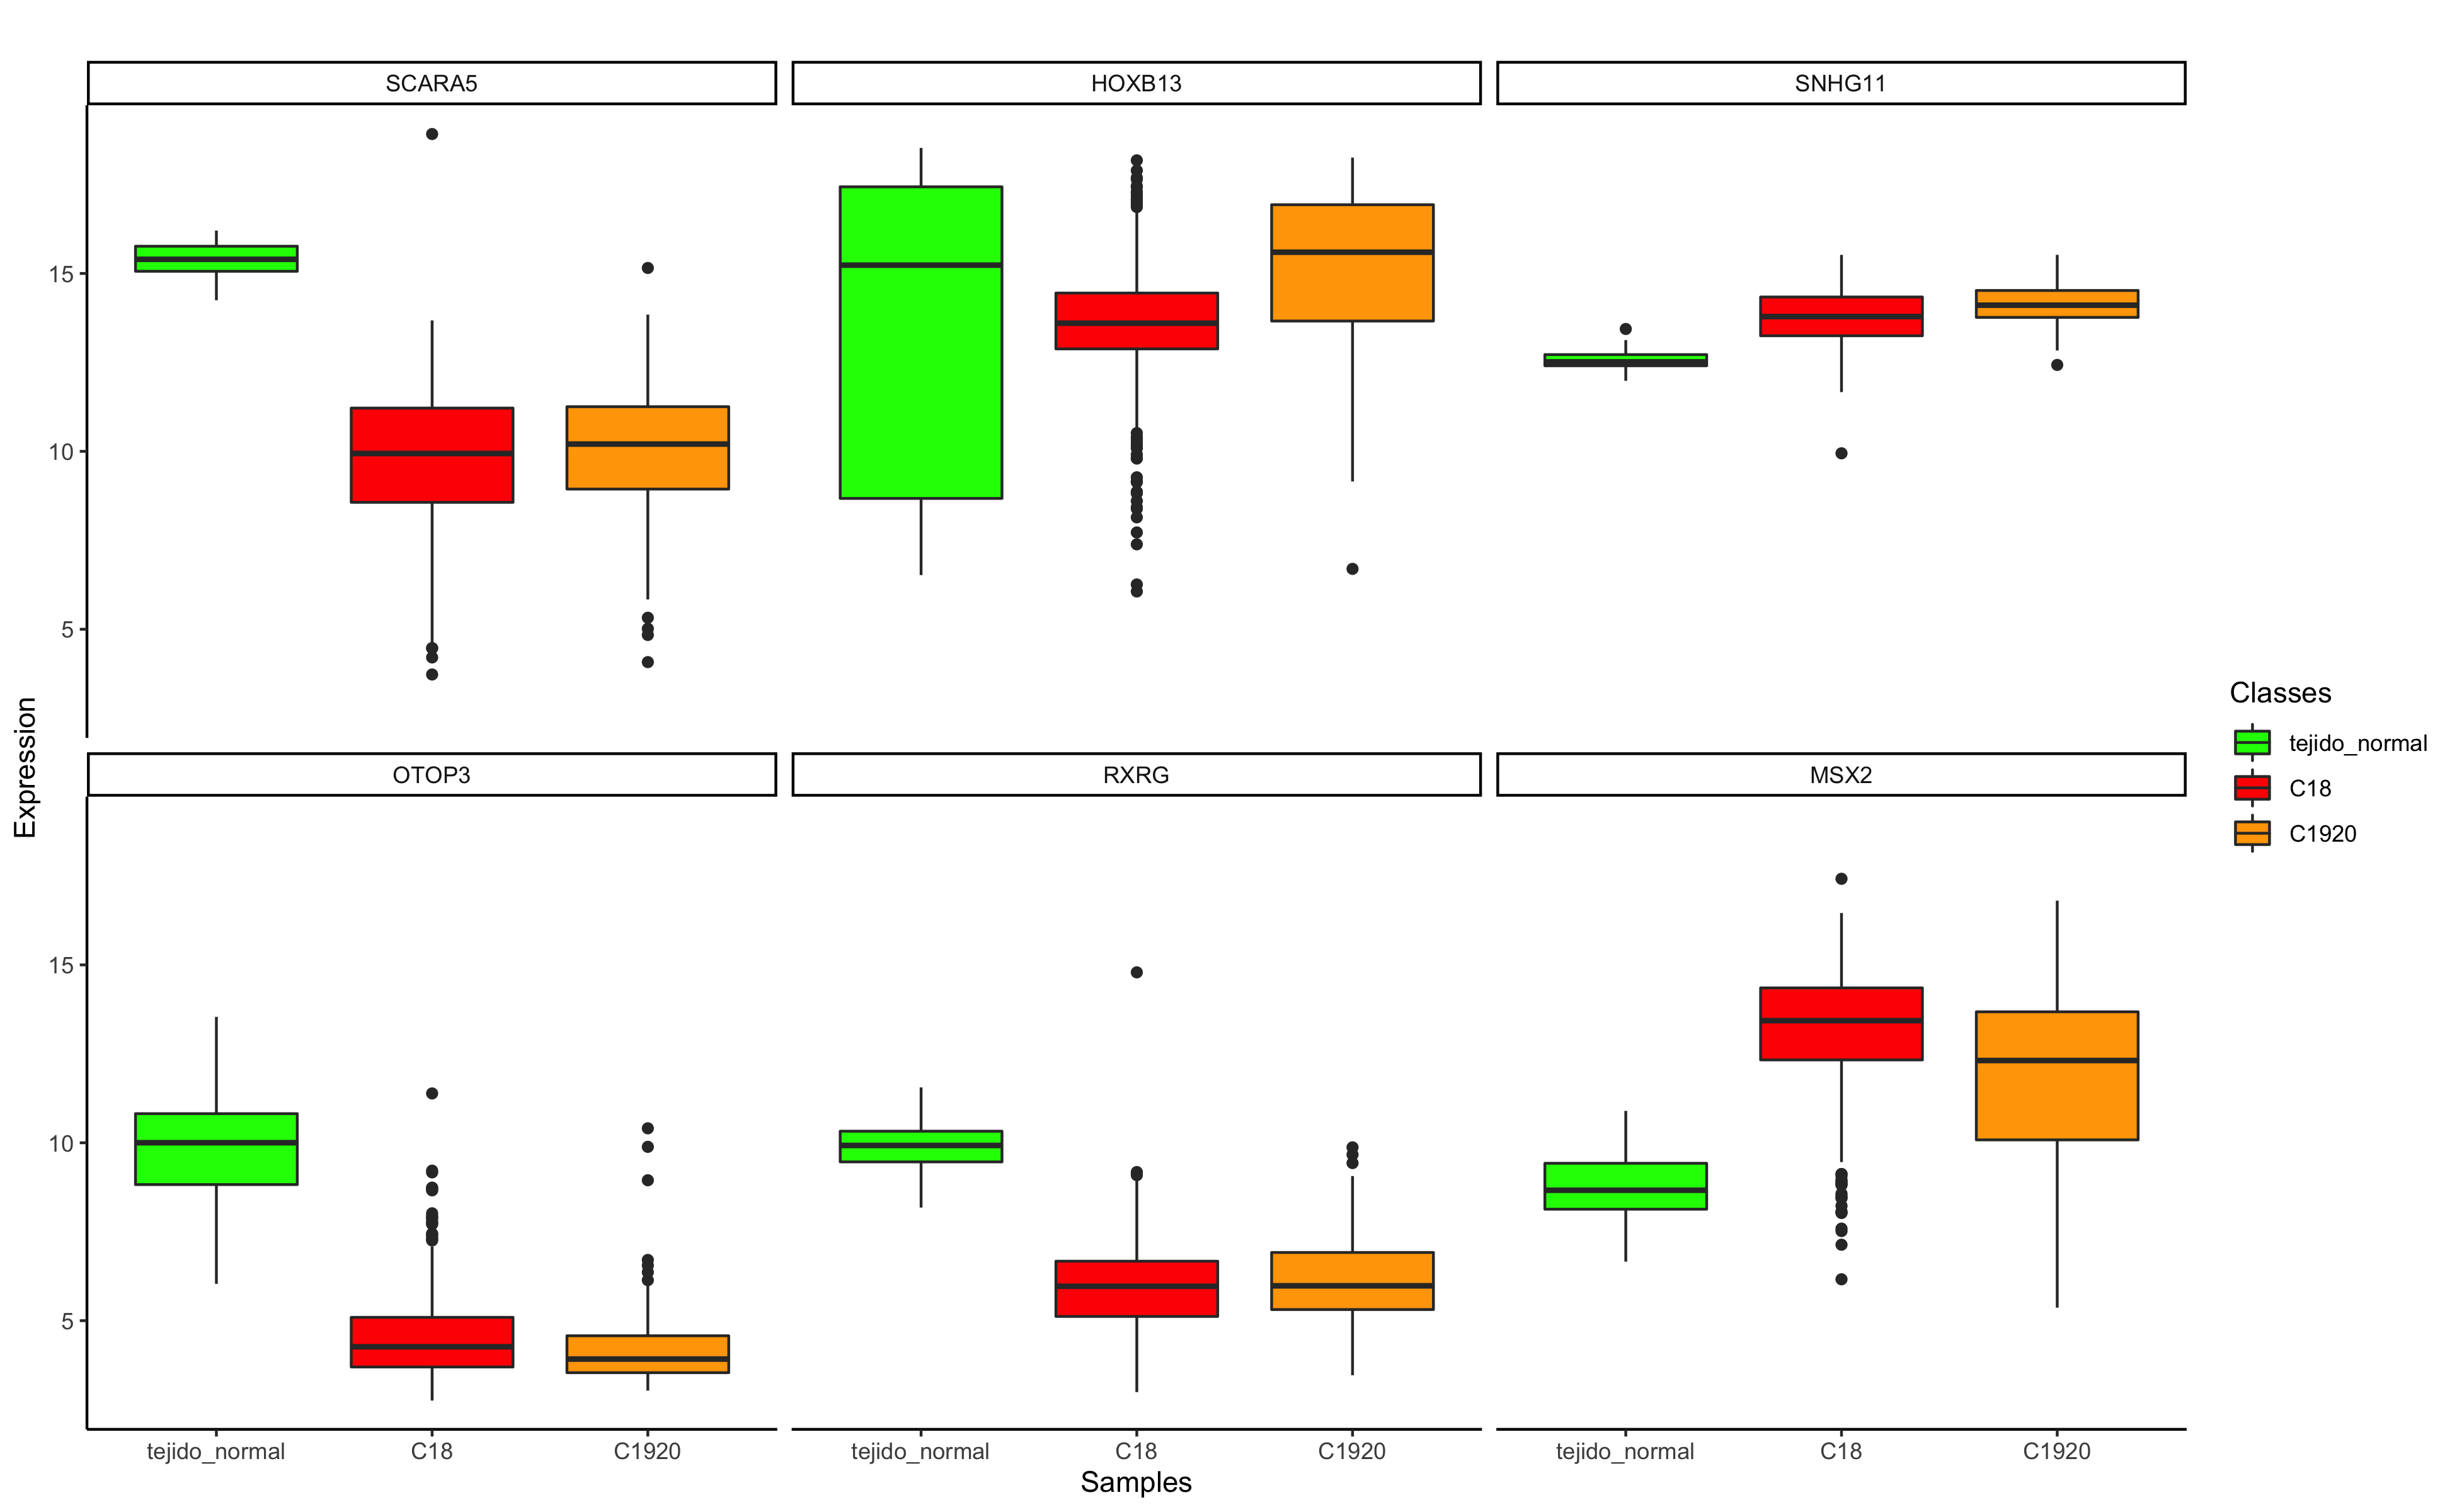 SCARA5
HOXB13
SNHG11
15
10
5
Expression
OTOP3
RXRG
MSX2
15
10
5
tejido_normal
C18
C1920
tejido_normal
C18
C1920
tejido_normal
C18
C1920
Samples
Classes
tejido_normal
C18
C1920